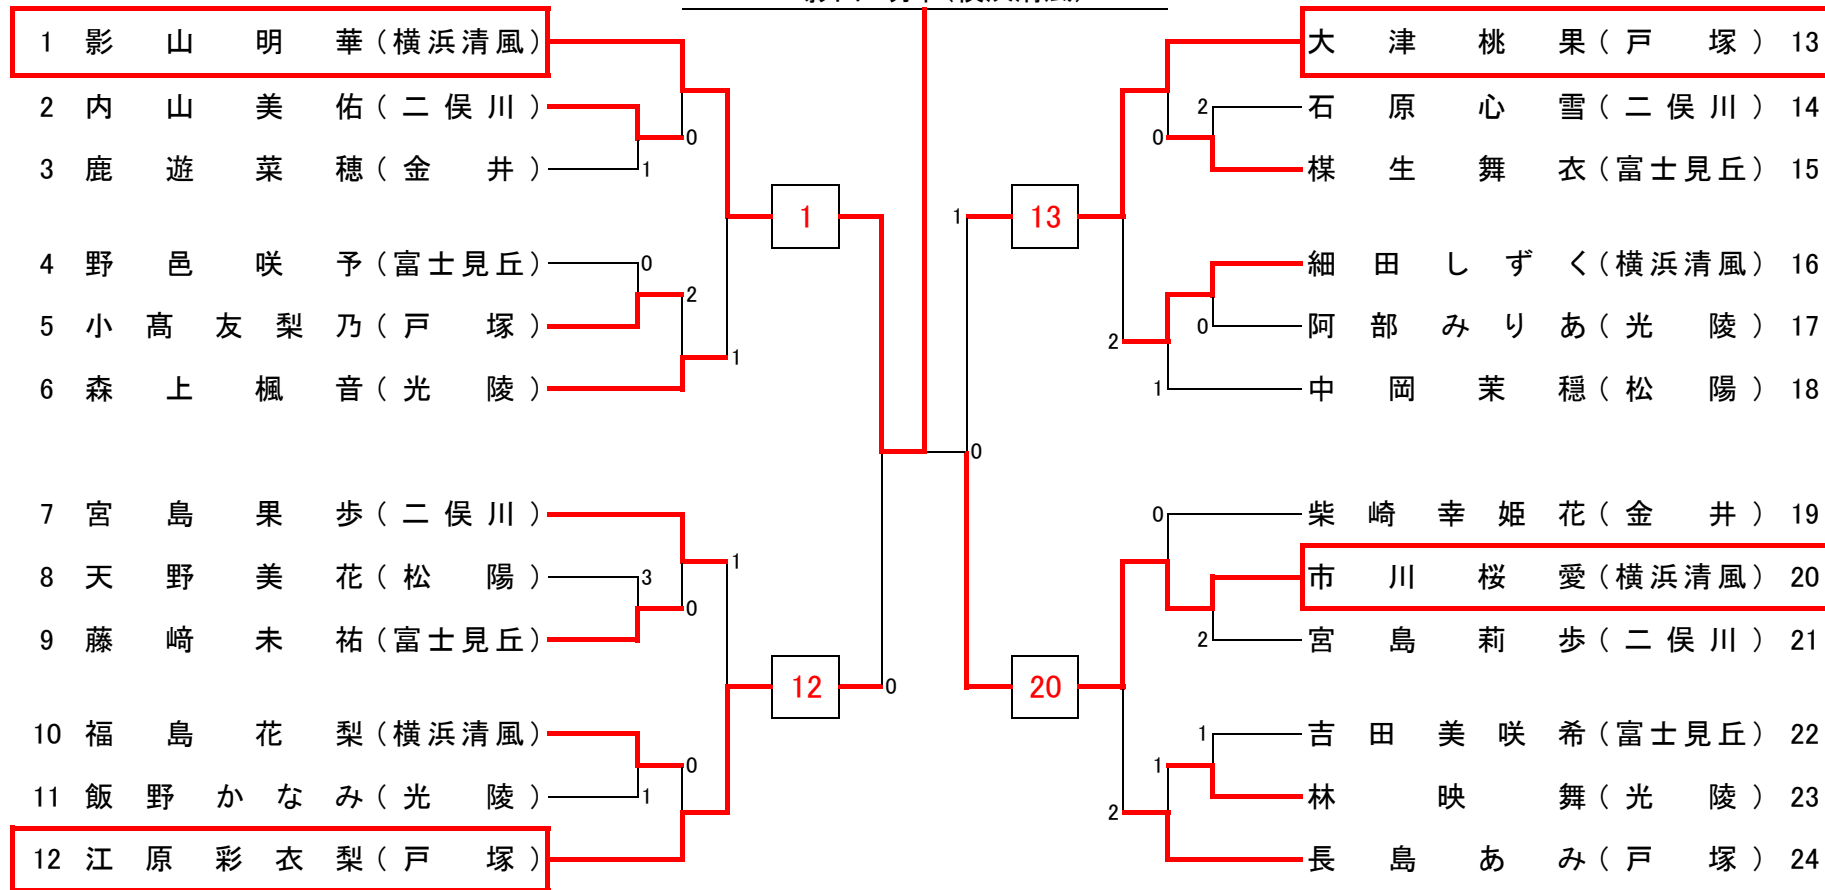 1 影山明華(横浜清風)
2 内山美佑(二俣川)
0
3 鹿遊菜穂(金井)
1
1
4 野邑咲予(富士見丘)
0
2
5 小髙友梨乃(戸塚)
1
6 森上楓音(光陵)
7 宮島果歩(二俣川)
1
8 天野美花(松陽)
3
0
9 藤﨑未祐(富士見丘)
12
0
10 福島花梨(横浜清風)
0
11 飯野かなみ(光陵)
1
12 江原彩衣梨(戸塚)
大津桃果(戸塚) 13
2
石原心雪(二俣川) 14
0
楳生舞衣(富士見丘) 15
1
13
細田しずく(横浜清風) 16
0
阿部みりあ(光陵) 17
2
1
中岡茉穏(松陽) 18
0
0
柴崎幸姫花(金井) 19
市川桜愛(横浜清風) 20
2
宮島莉歩(二俣川) 21
20
1
吉田美咲希(富士見丘) 22
1
林映舞(光陵) 23
2
長島あみ(戸塚) 24